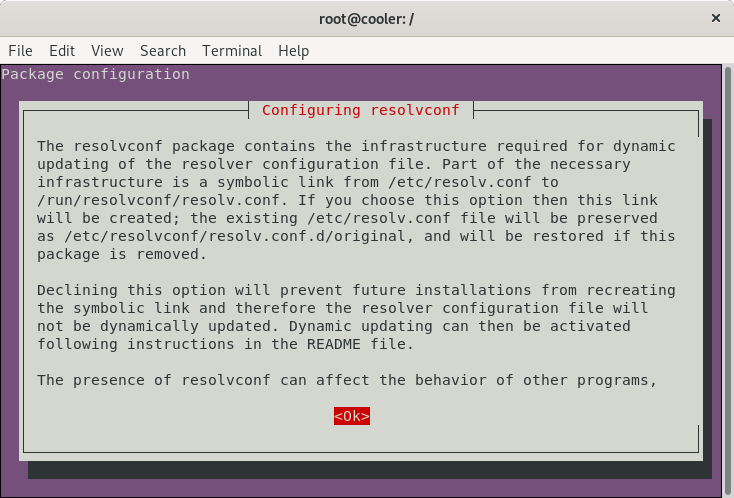 root@cooler: /
×
File Edit View Search Terminal Help
Package configuration
Configuring resolvconf
The resolvconf package contains the infrastructure required for dynamic
updating of the resolver configuration file. Part of the necessary
infrastructure is a symbolic link from /etc/resolv.conf to
/run/resolvconf/resolv.conf. If you choose this option then this link
will be created; the existing /etc/resolv.conf file will be preserved
as /etc/resolvconf/resolv.conf.d/original, and will be restored if this
package is removed.
Declining this option will prevent future installations from recreating
the symbolic link and therefore the resolver configuration file will
not be dynamically updated. Dynamic updating can then be activated
following instructions in the README file.
The presence of resolvconf can affect the behavior of other programs,
<Ok>